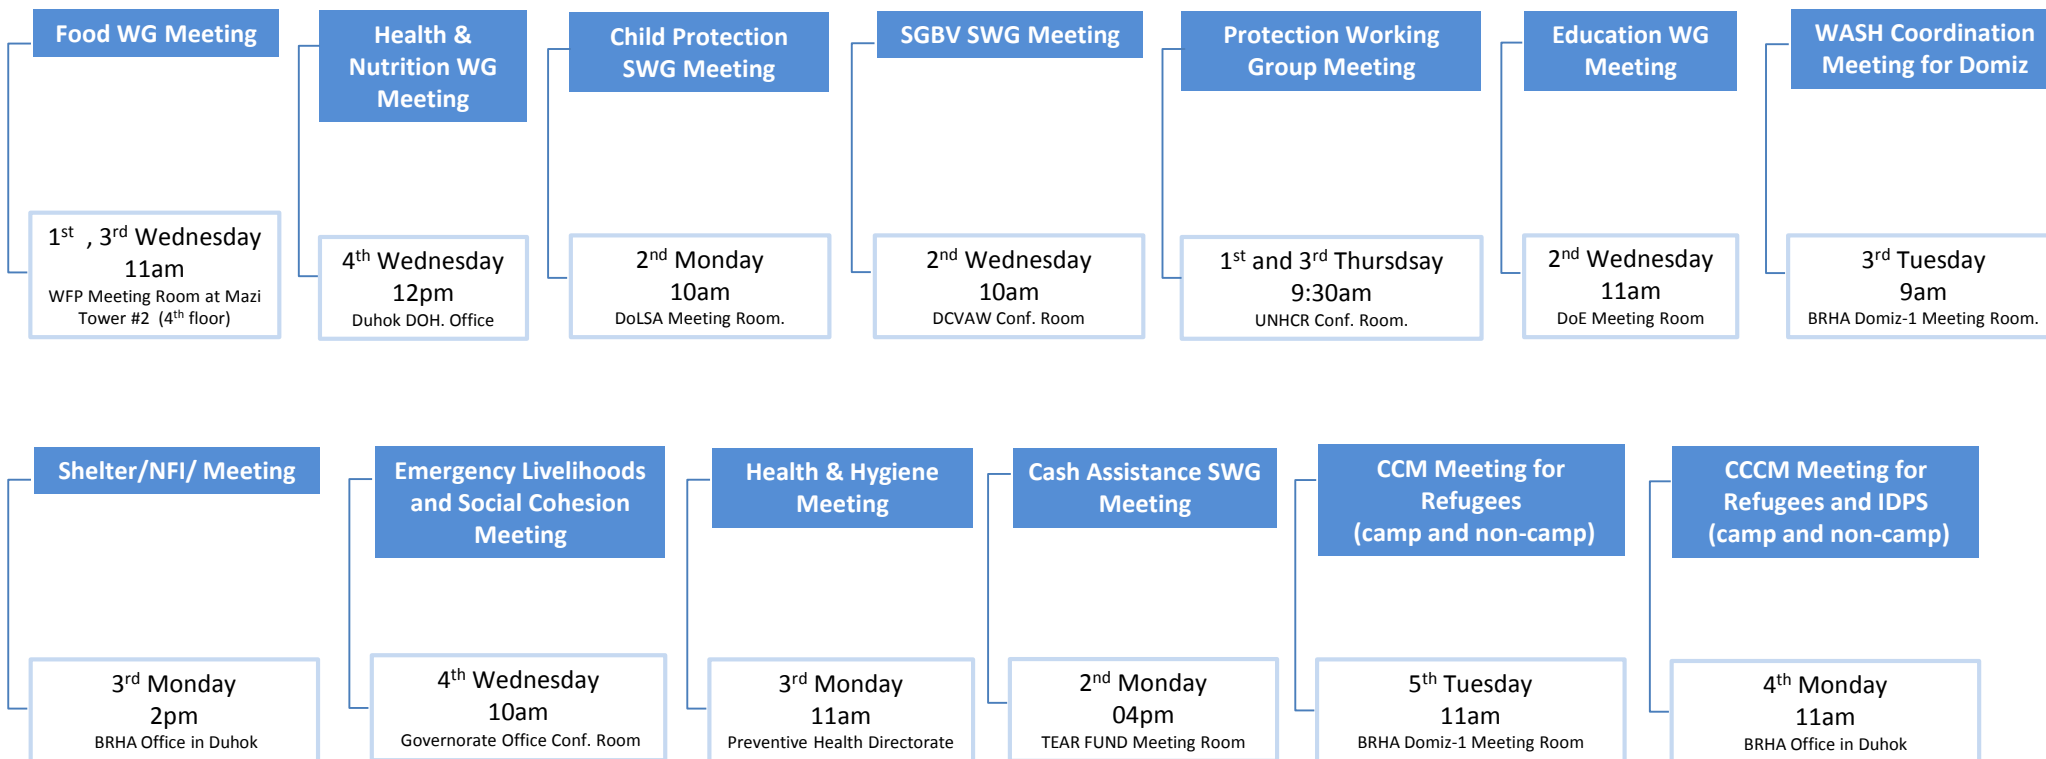 Food WG Meeting
1st , 3rd Wednesday
11am
WFP Meeting Room at Mazi
Tower #2 (4th floor)
Health &
Nutrition WG
Meeting
4th Wednesday
12pm
Duhok DOH. Office
Child Protection
SWG Meeting
2nd Monday
10am
DoLSA Meeting Room.
SGBV SWG Meeting
2nd Wednesday
10am
DCVAW Conf. Room
Protection Working
Group Meeting
1st and 3rd Thursdsay
9:30am
UNHCR Conf. Room.
Education WG
Meeting
2nd Wednesday
11am
DoE Meeting Room
WASH Coordination
Meeting for Domiz
3rd Tuesday
9am
BRHA Domiz-1 Meeting Room.
Shelter/NFI/ Meeting
3rd Monday
2pm
BRHA Office in Duhok
Emergency Livelihoods
and Social Cohesion
Meeting
4th Wednesday
10am
Governorate Office Conf. Room
Health & Hygiene
Meeting
3rd Monday
11am
Preventive Health Directorate
Cash Assistance SWG
Meeting
2nd Monday
04pm
TEAR FUND Meeting Room
CCM Meeting for
Refugees
(camp and non-camp)
5th Tuesday
11am
BRHA Domiz-1 Meeting Room
CCCM Meeting for
Refugees and IDPS
(camp and non-camp)
4th Monday
11am
BRHA Office in Duhok